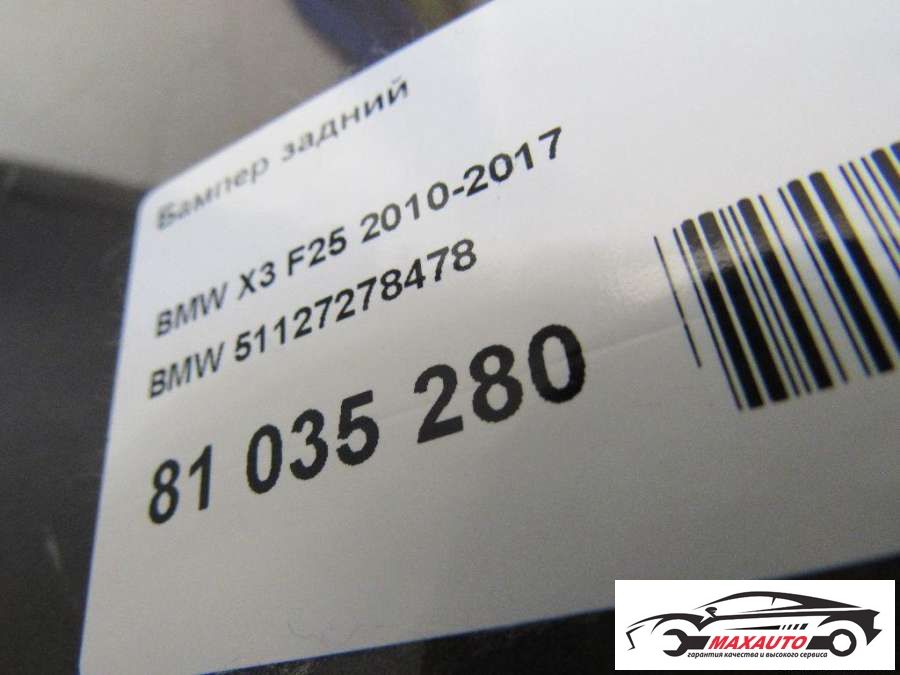 Бампер задний
BMW X3 F25 2010-2017
BMW 51127278478
81 035 280
MAXAUTO
гарантия качества и высокого сервиса